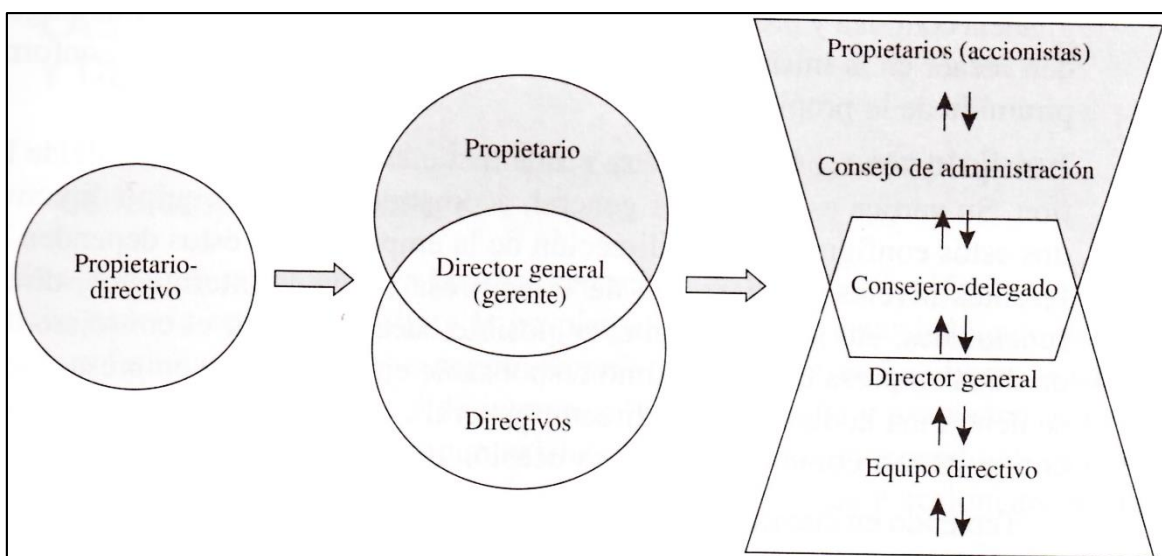 Propietario-
directivo
Propietario
Director general
(gerente)
Directivos
Propietarios (accionistas)
Consejo de administración
Consejero-delegado
Director general
Equipo directivo